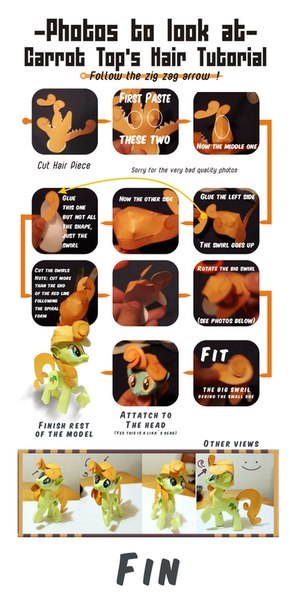 -Photos to look at-
Carrot Top's Hair Tutorial
Follow the zig zag arrow !
First Paste
These two
Now the middle one
Cut Hair Piece
Sorry for the very bad quality photos
Glue
this one
but not all
the shape,
just the
swirl
Now the other side
Glue the left side
The swirl goes up
Cut the swirls
Note: cut more
than the end
of the red line
following
the spiral
form
Rotate the big swirl
(see photos below)
Fit
the big swril
behind the small one
Attatch to
The head
(Yes this is a Lika. s head)
Finish rest
of the model
Other views
Fin